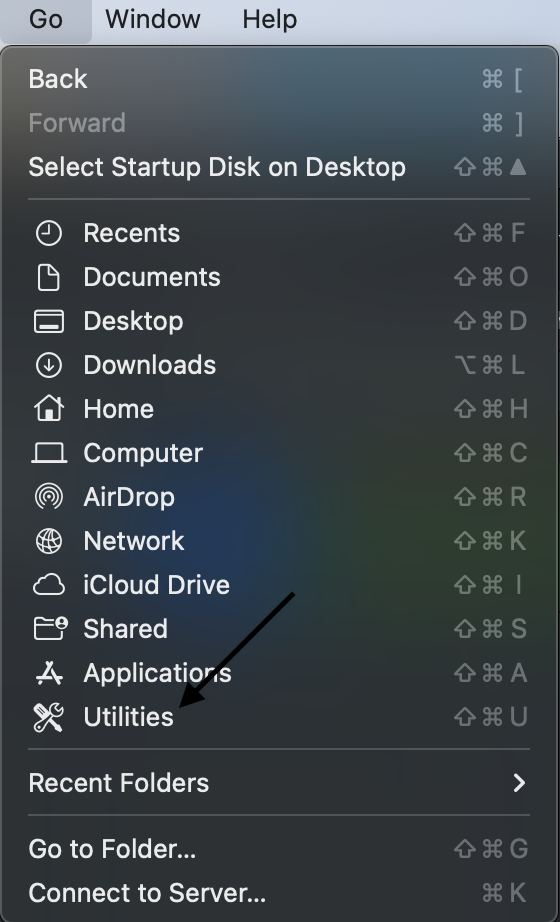 Go Window Help
Back ⌘ [
Forward ⌘ ]
Select Startup Disk on Desktop ⇧ ⌘ ▲
Recents ⇧ ⌘ F
Documents ⇧ ⌘ O
Desktop ⇧ ⌘ D
Downloads ⌥ ⌘ L
Home ⇧ ⌘ H
Computer ⇧ ⌘ C
AirDrop ⇧ ⌘ R
Network ⇧ ⌘ K
iCloud Drive ⇧ ⌘ I
Shared ⇧ ⌘ S
Applications ⇧ ⌘ A
Utilities ⇧ ⌘ U
Recent Folders
Go to Folder... ⇧ ⌘ G
Connect to Server... ⌘ K